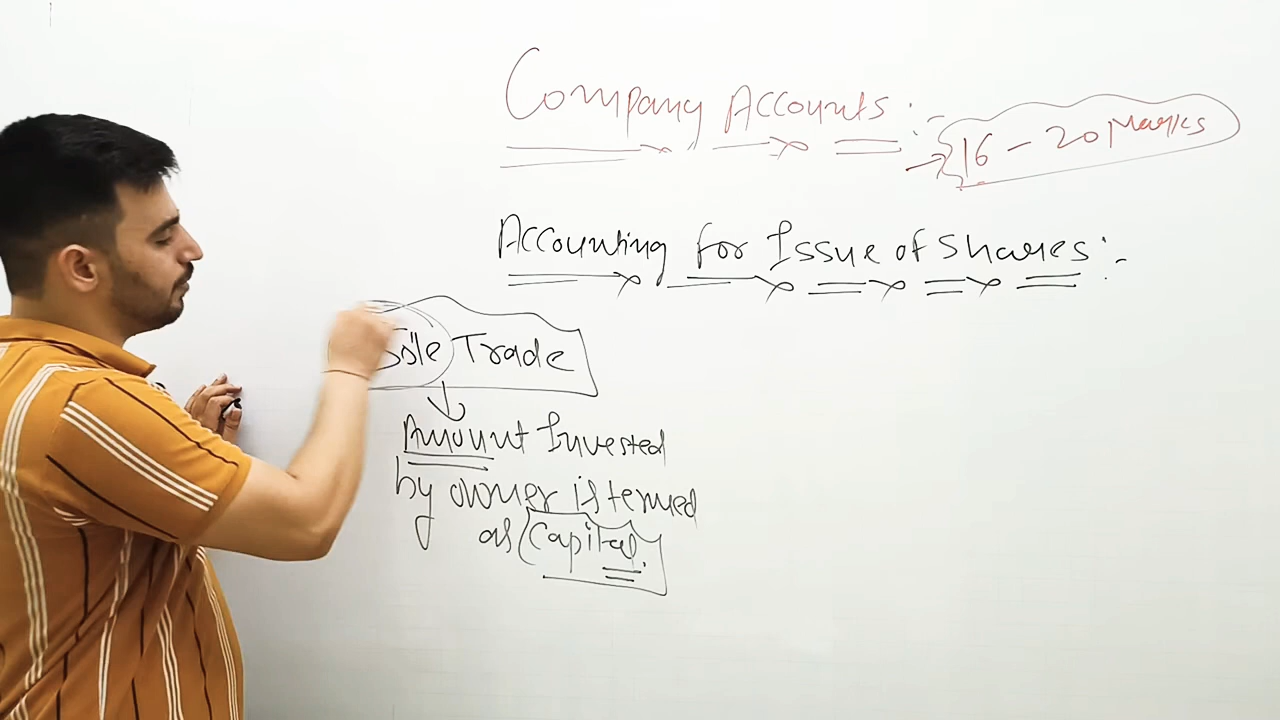 Company Accounts:-
→ 16 - 20 Marks
Accounting for Issue of Shares:-
Sole Trade
Amount Invested
by owner is termed
as Capital.